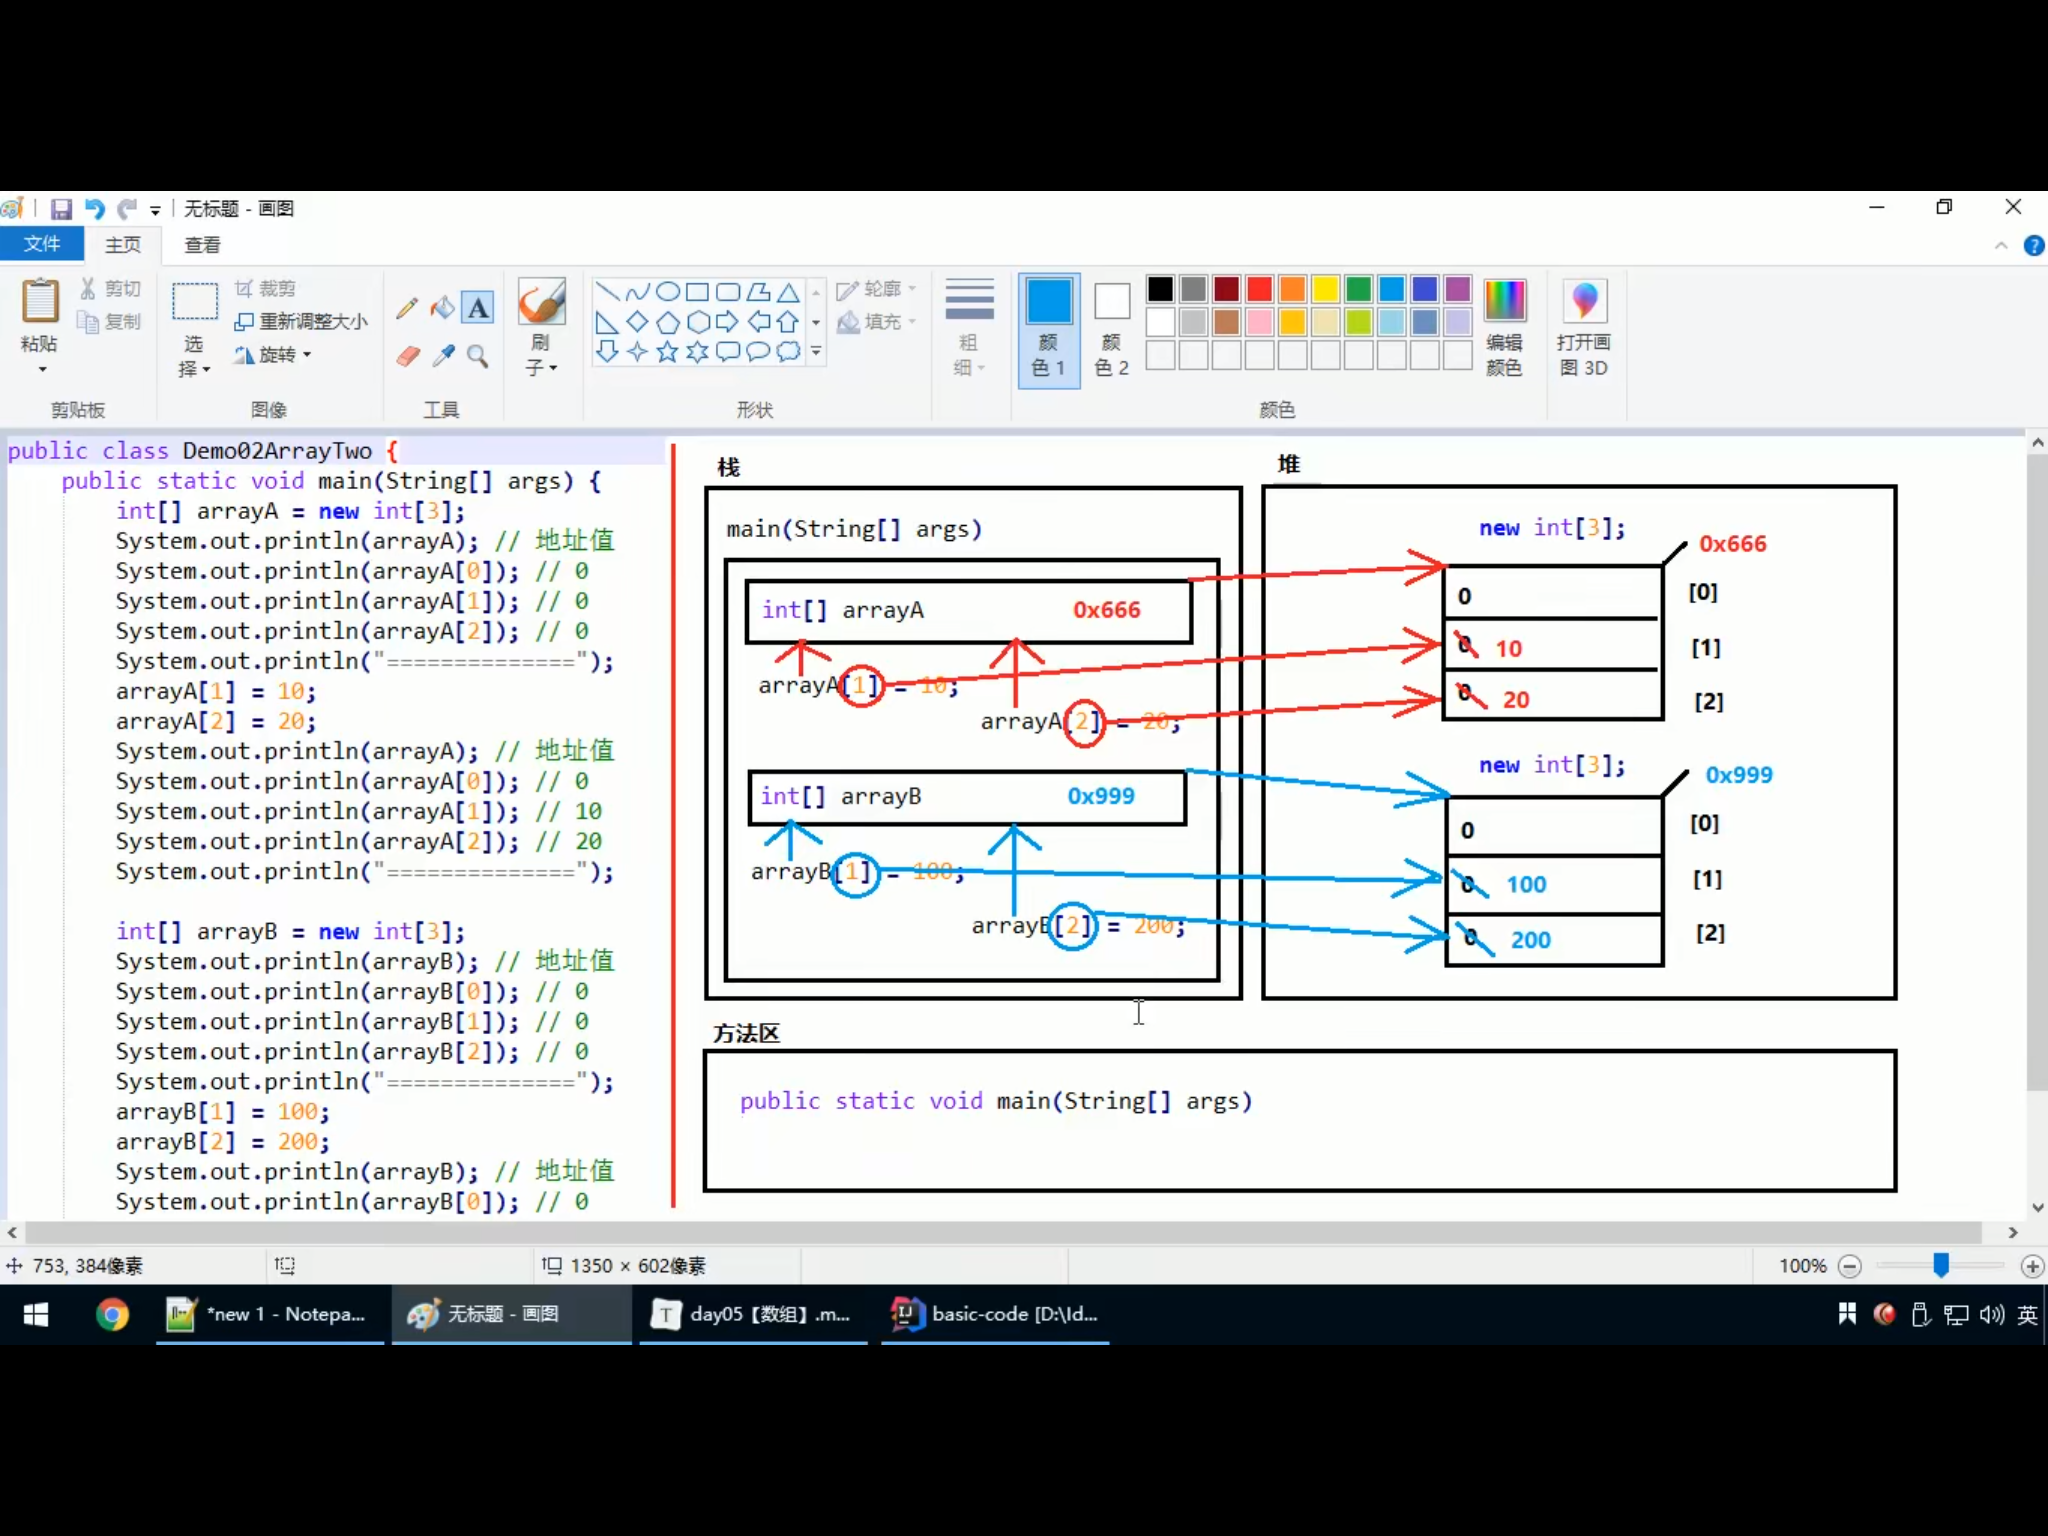 无标题 - 画图
文件 主页 查看
粘贴
剪切
复制
剪贴板
选择
裁剪
重新调整大小
旋转
图像
A
工具
刷子
轮廓
填充
形状
粗细
颜色 1
颜色 2
编辑颜色
颜色
打开画图 3D
public class Demo02ArrayTwo {
public static void main(String[] args) {
int[] arrayA = new int[3];
System.out.println(arrayA); // 地址值
System.out.println(arrayA[0]); // 0
System.out.println(arrayA[1]); // 0
System.out.println(arrayA[2]); // 0
System.out.println("==============");
arrayA[1] = 10;
arrayA[2] = 20;
System.out.println(arrayA); // 地址值
System.out.println(arrayA[0]); // 0
System.out.println(arrayA[1]); // 10
System.out.println(arrayA[2]); // 20
System.out.println("==============");
int[] arrayB = new int[3];
System.out.println(arrayB); // 地址值
System.out.println(arrayB[0]); // 0
System.out.println(arrayB[1]); // 0
System.out.println(arrayB[2]); // 0
System.out.println("==============");
arrayB[1] = 100;
arrayB[2] = 200;
System.out.println(arrayB); // 地址值
System.out.println(arrayB[0]); // 0
栈
main(String[] args)
int[] arrayA 0x666
arrayA[1] = 10;
arrayA[2] = 20;
int[] arrayB 0x999
arrayB[1] = 100;
arrayB[2] = 200;
堆
new int[3];
0x666
0 [0]
0 10 [1]
0 20 [2]
new int[3];
0x999
0 [0]
0 100 [1]
0 200 [2]
方法区
public static void main(String[] args)
753, 384像素
1350 × 602像素
100%
*new 1 - Notepa...
无标题 - 画图
T day05【数组】.m...
IJ basic-code [D:\Id...
英